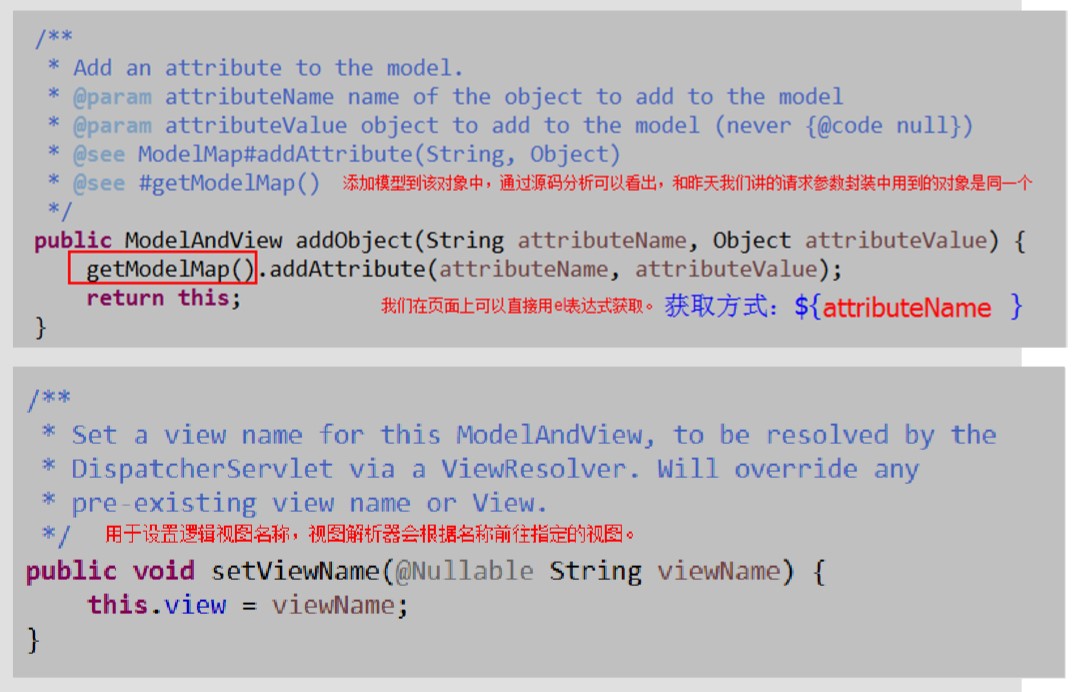 /**
* Add an attribute to the model.
* @param attributeName name of the object to add to the model
* @param attributeValue object to add to the model (never {@code null})
* @see ModelMap#addAttribute(String, Object)
* @see #getModelMap() 添加模型到该对象中，通过源码分析可以看出，和昨天我们讲的请求参数封装中用到的对象是同一个
*/
public ModelAndView addObject(String attributeName, Object attributeValue) {
getModelMap().addAttribute(attributeName, attributeValue);
return this; 我们在页面上可以直接用el表达式获取。获取方式：${attributeName }
}
/**
* Set a view name for this ModelAndView, to be resolved by the
* DispatcherServlet via a ViewResolver. Will override any
* pre-existing view name or View.
*/ 用于设置逻辑视图名称，视图解析器会根据名称前往指定的视图。
public void setViewName(@Nullable String viewName) {
this.view = viewName;
}